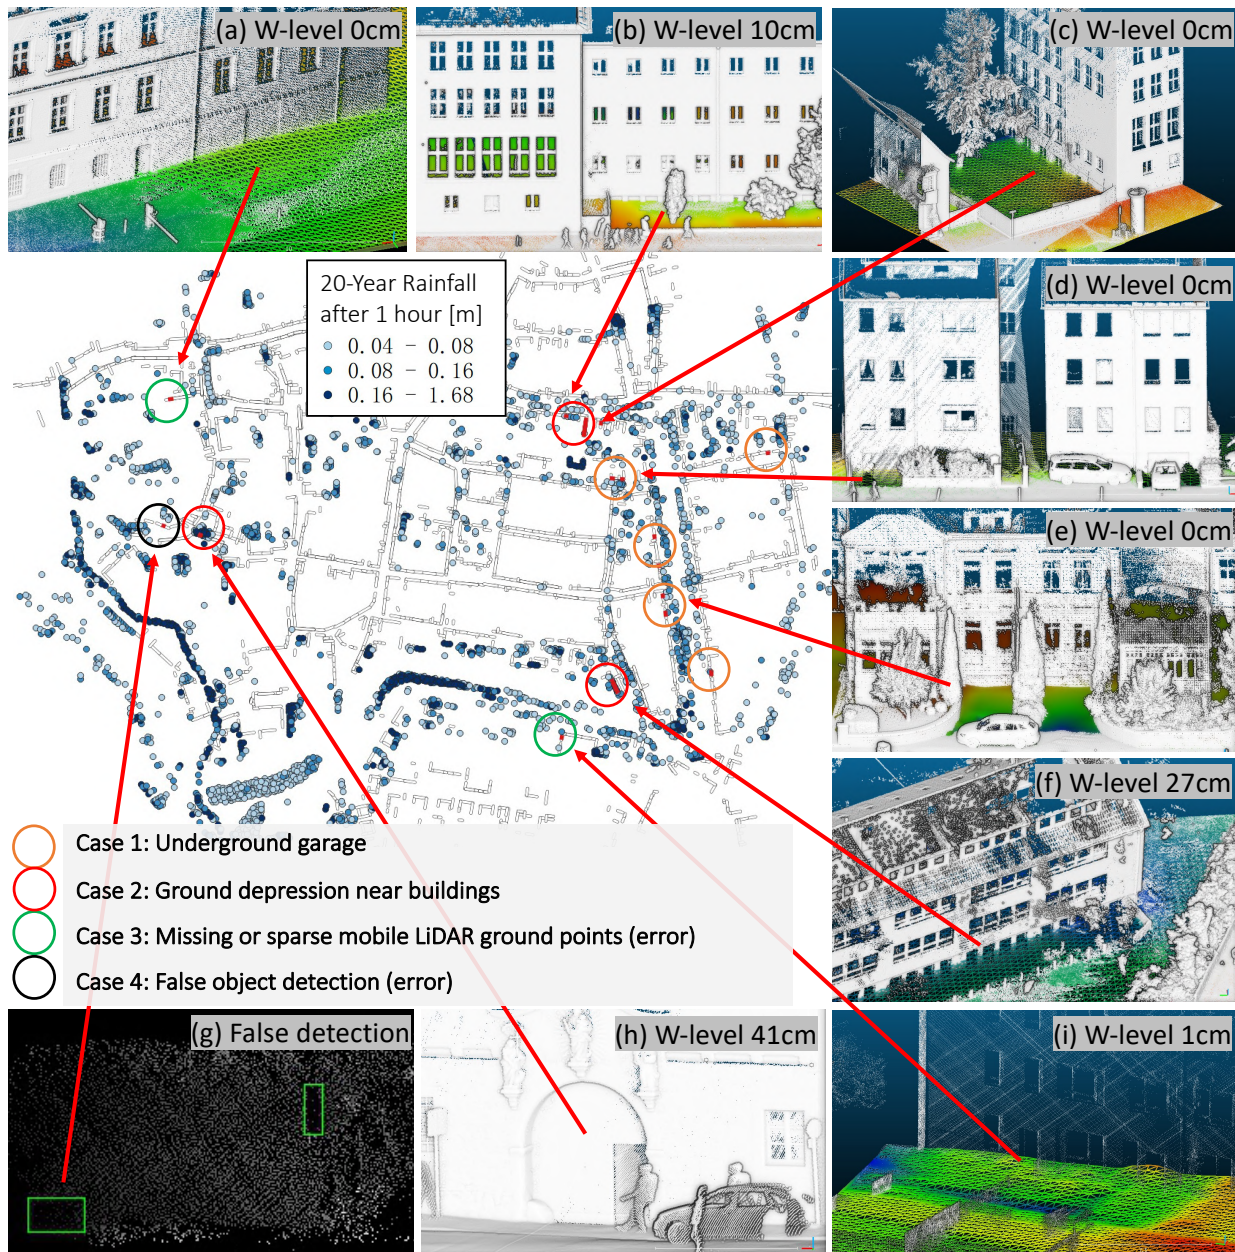 (a) W-level 0cm
(b) W-level 10cm
(c) W-level 0cm
20-Year Rainfall
after 1 hour [m]
0.04 - 0.08
0.08 - 0.16
0.16 - 1.68
(d) W-level 0cm
(e) W-level 0cm
(f) W-level 27cm
Case 1: Underground garage
Case 2: Ground depression near buildings
Case 3: Missing or sparse mobile LiDAR ground points (error)
Case 4: False object detection (error)
(g) False detection
(h) W-level 41cm
(i) W-level 1cm